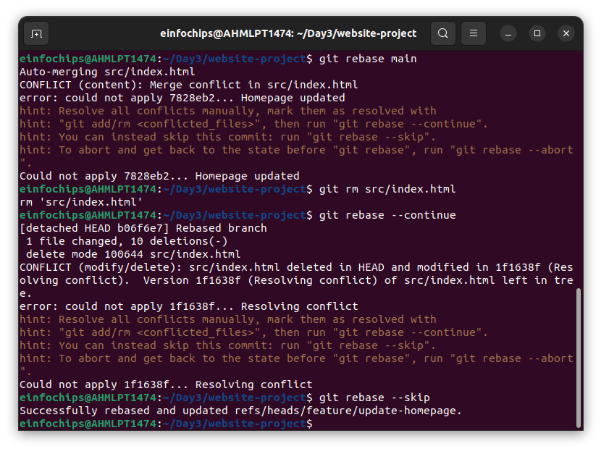 einfochips@AHMLPT1474: ~/Day3/website-project
einfochips@AHMLPT1474:~/Day3/website-project$ git rebase main
Auto-merging src/index.html
CONFLICT (content): Merge conflict in src/index.html
error: could not apply 7828eb2... Homepage updated
hint: Resolve all conflicts manually, mark them as resolved with
hint: "git add/rm <conflicted_files>", then run "git rebase --continue".
hint: You can instead skip this commit: run "git rebase --skip".
hint: To abort and get back to the state before "git rebase", run "git rebase --abort
".
Could not apply 7828eb2... Homepage updated
einfochips@AHMLPT1474:~/Day3/website-project$ git rm src/index.html
rm 'src/index.html'
einfochips@AHMLPT1474:~/Day3/website-project$ git rebase --continue
[detached HEAD b06f6e7] Rebased branch
 1 file changed, 10 deletions(-)
 delete mode 100644 src/index.html
CONFLICT (modify/delete): src/index.html deleted in HEAD and modified in 1f1638f (Res
olving conflict).  Version 1f1638f (Resolving conflict) of src/index.html left in tre
e.
error: could not apply 1f1638f... Resolving conflict
hint: Resolve all conflicts manually, mark them as resolved with
hint: "git add/rm <conflicted_files>", then run "git rebase --continue".
hint: You can instead skip this commit: run "git rebase --skip".
hint: To abort and get back to the state before "git rebase", run "git rebase --abort
".
Could not apply 1f1638f... Resolving conflict
einfochips@AHMLPT1474:~/Day3/website-project$ git rebase --skip
Successfully rebased and updated refs/heads/feature/update-homepage.
einfochips@AHMLPT1474:~/Day3/website-project$